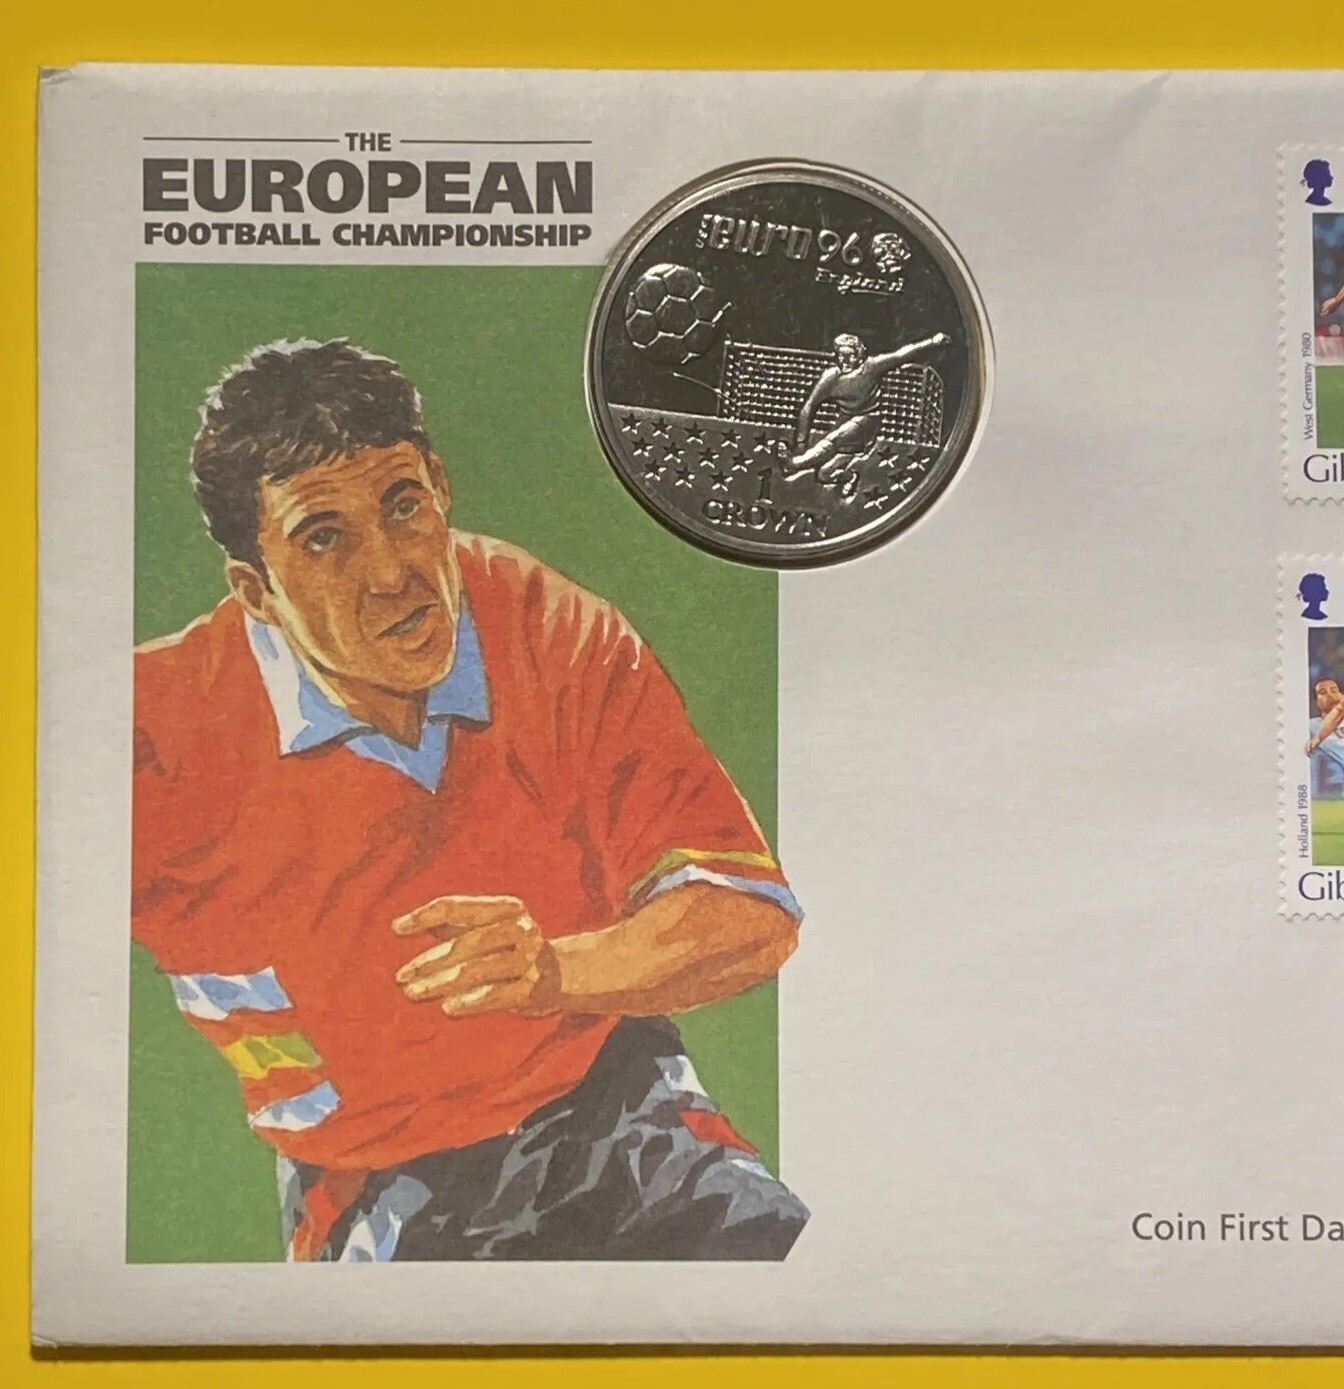 THE
EUROPEAN
FOOTBALL CHAMPIONSHIP
euro 96
England
1
CROWN
West Germany 1980
Gib
Holland 1988
Gib
Coin First Da